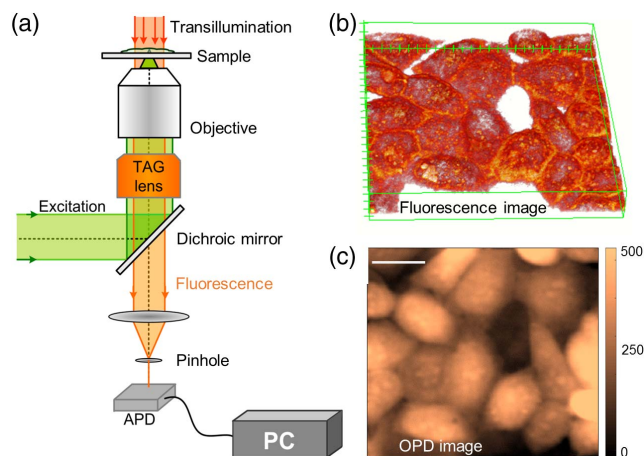 (a)
Transillumination
Sample
Objective
TAG
lens
Excitation
Dichroic mirror
Fluorescence
Pinhole
APD
PC
(b)
Fluorescence image
(c)
500
250
0
OPD image